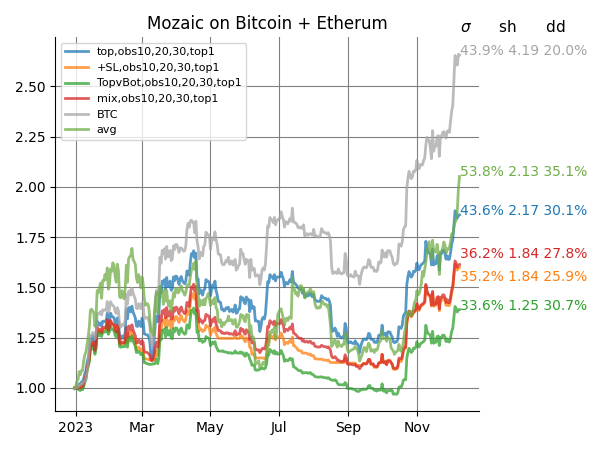 Mozaic on Bitcoin + Etherum
σ sh dd
top,obs10,20,30,top1
+SL,obs10,20,30,top1
TopvBot,obs10,20,30,top1
mix,obs10,20,30,top1
BTC
avg
43.9% 4.19 20.0%
53.8% 2.13 35.1%
43.6% 2.17 30.1%
36.2% 1.84 27.8%
35.2% 1.84 25.9%
33.6% 1.25 30.7%
2.50
2.25
2.00
1.75
1.50
1.25
1.00
2023 Mar May Jul Sep Nov